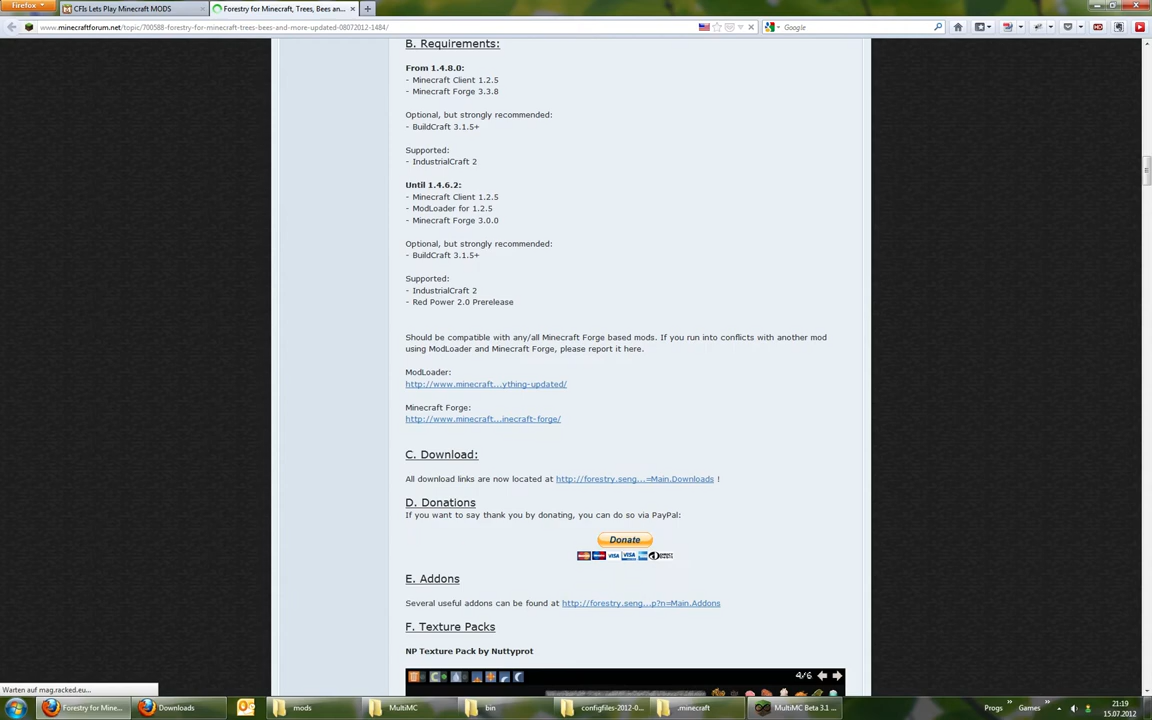 Firefox
CFIs Lets Play Minecraft MODS
Forestry for Minecraft, Trees, Bees an...
www.minecraftforum.net/topic/700588-forestry-for-minecraft-trees-bees-and-more-updated-08072012-1484/
Google
B. Requirements:
From 1.4.8.0:
- Minecraft Client 1.2.5
- Minecraft Forge 3.3.8
Optional, but strongly recommended:
- BuildCraft 3.1.5+
Supported:
- IndustrialCraft 2
Until 1.4.6.2:
- Minecraft Client 1.2.5
- ModLoader for 1.2.5
- Minecraft Forge 3.0.0
Optional, but strongly recommended:
- BuildCraft 3.1.5+
Supported:
- IndustrialCraft 2
- Red Power 2.0 Prerelease
Should be compatible with any/all Minecraft Forge based mods. If you run into conflicts with another mod
using ModLoader and Minecraft Forge, please report it here.
ModLoader:
http://www.minecraft...ything-updated/
Minecraft Forge:
http://www.minecraft...inecraft-forge/
C. Download:
All download links are now located at http://forestry.seng...=Main.Downloads !
D. Donations
If you want to say thank you by donating, you can do so via PayPal:
Donate
VISA VISA
E. Addons
Several useful addons can be found at http://forestry.seng...p?n=Main.Addons
F. Texture Packs
NP Texture Pack by Nuttyprot
4/6
Warten auf mag.racked.eu...
Forestry for Mine...
Downloads
mods
MultiMC
bin
configfiles-2012-0...
.minecraft
MultiMC Beta 3.1 ...
Progs »
Games »
21:19
15.07.2012